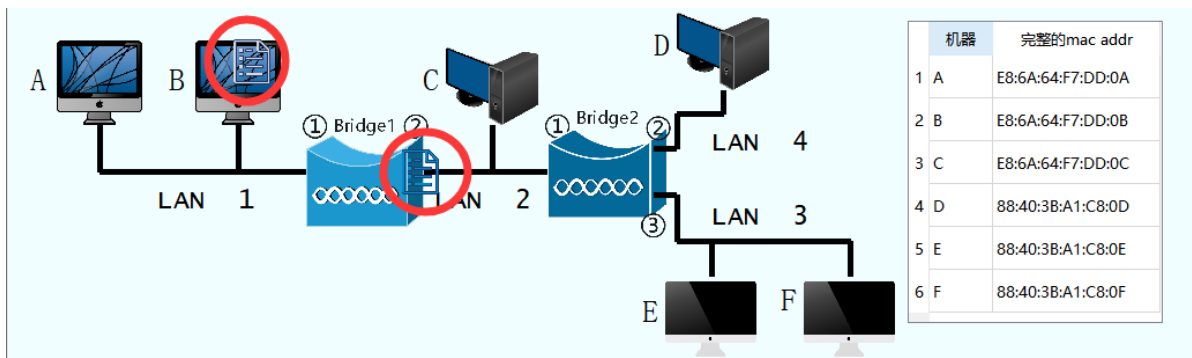 A
B
① Bridge1 ②
C
① Bridge2 ②
③
D
LAN 1
LAN 2
LAN 4
LAN 3
E
F
机器 完整的mac addr
1 A E8:6A:64:F7:DD:0A
2 B E8:6A:64:F7:DD:0B
3 C E8:6A:64:F7:DD:0C
4 D 88:40:3B:A1:C8:0D
5 E 88:40:3B:A1:C8:0E
6 F 88:40:3B:A1:C8:0F